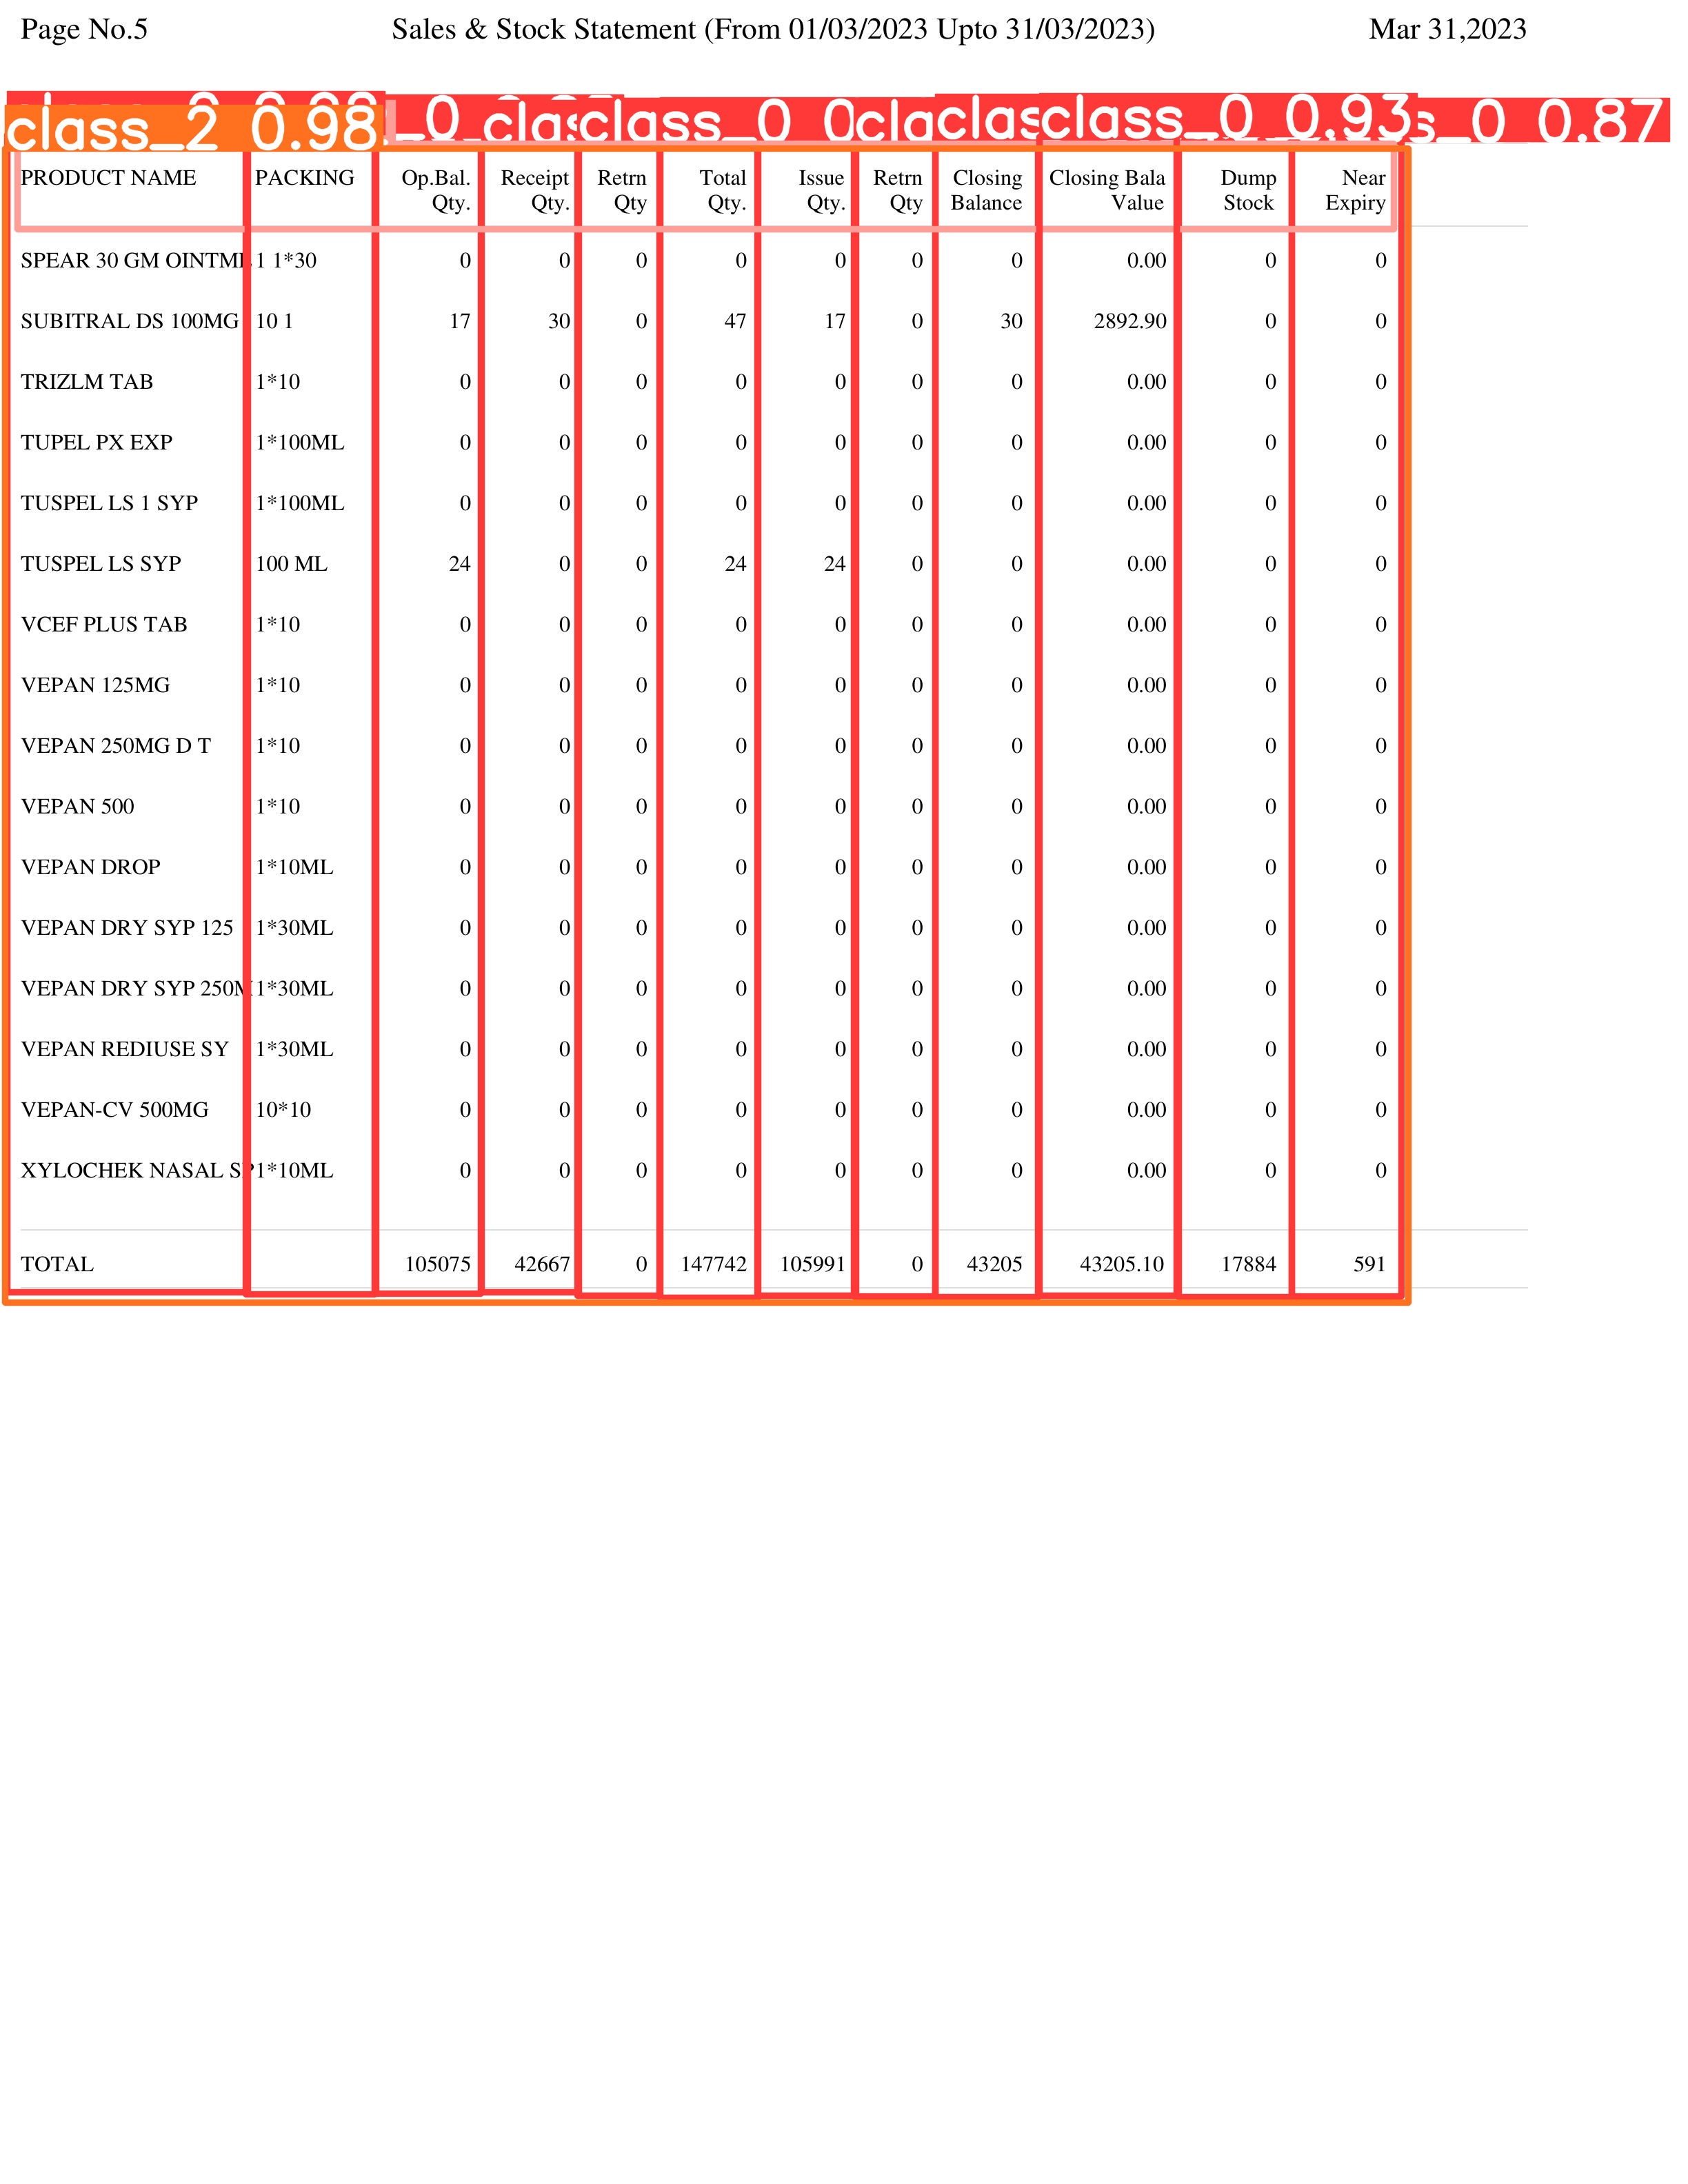 Page No.5 Sales & Stock Statement (From 01/03/2023 Upto 31/03/2023) Mar 31,2023
class_2 0.98 _0 clas class_0 0 cla clas class_0 0.93 s_0 0.87
PRODUCT NAME PACKING Op.Bal. Receipt Retrn Total Issue Retrn Closing Closing Bala Dump Near
Qty. Qty. Qty Qty. Qty. Qty Balance Value Stock Expiry
SPEAR 30 GM 1 1*30 0 0 0 0 0 0 0 0.00 0 0
SUBITRAL DS 100MG 10 1 17 30 0 47 17 0 30 2892.90 0 0
TRIZLM TAB 1*10 0 0 0 0 0 0 0 0.00 0 0
TUPEL PX EXP 1*100ML 0 0 0 0 0 0 0 0.00 0 0
TUSPEL LS 1 SYP 1*100ML 0 0 0 0 0 0 0 0.00 0 0
TUSPEL LS SYP 100 ML 24 0 0 24 24 0 0 0.00 0 0
VCEF PLUS TAB 1*10 0 0 0 0 0 0 0 0.00 0 0
VEPAN 125MG 1*10 0 0 0 0 0 0 0 0.00 0 0
VEPAN 250MG D T 1*10 0 0 0 0 0 0 0 0.00 0 0
VEPAN 500 1*10 0 0 0 0 0 0 0 0.00 0 0
VEPAN DROP 1*10ML 0 0 0 0 0 0 0 0.00 0 0
VEPAN DRY SYP 125 1*30ML 0 0 0 0 0 0 0 0.00 0 0
VEPAN DRY SYP 1*30ML 0 0 0 0 0 0 0 0.00 0 0
VEPAN REDIUSE SY 1*30ML 0 0 0 0 0 0 0 0.00 0 0
VEPAN-CV 500MG 10*10 0 0 0 0 0 0 0 0.00 0 0
XYLOCHEK NASAL 1*10ML 0 0 0 0 0 0 0 0.00 0 0
TOTAL 105075 42667 0 147742 105991 0 43205 43205.10 17884 591